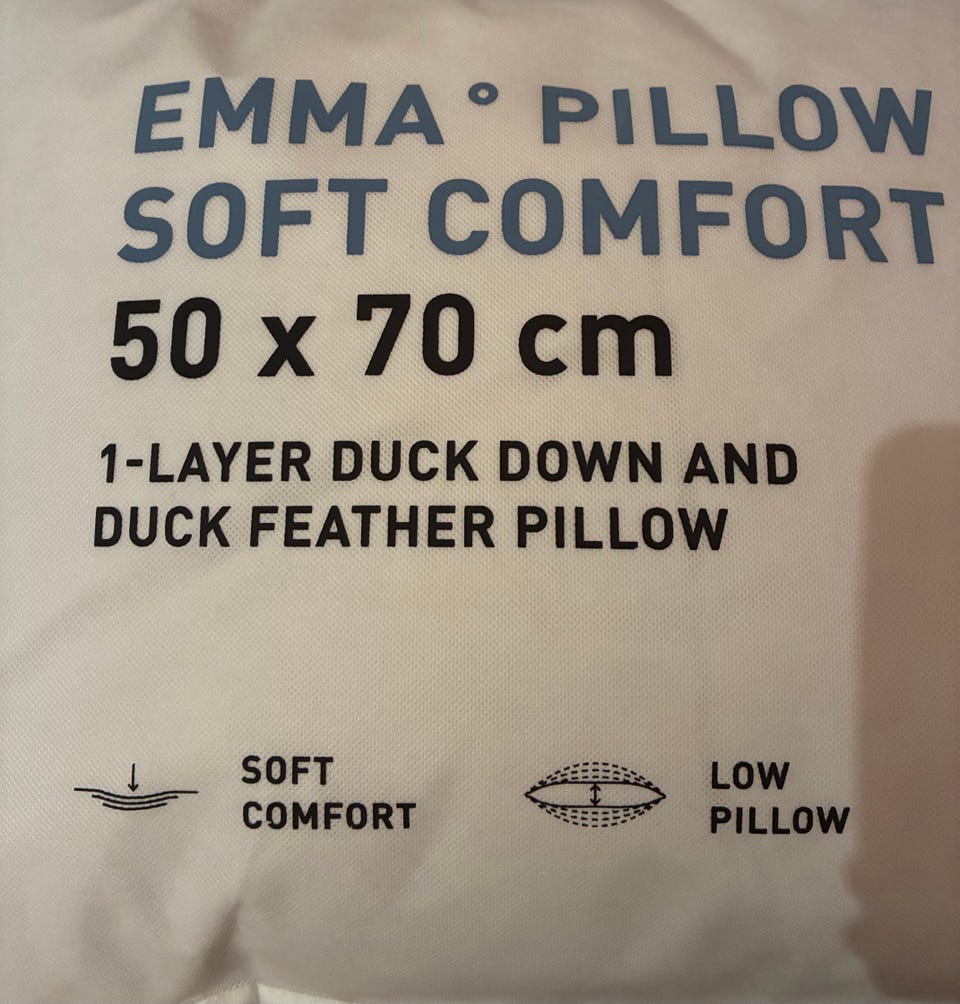 EMMA° PILLOW
SOFT COMFORT
50 x 70 cm
1-LAYER DUCK DOWN AND
DUCK FEATHER PILLOW
SOFT
COMFORT
LOW
PILLOW